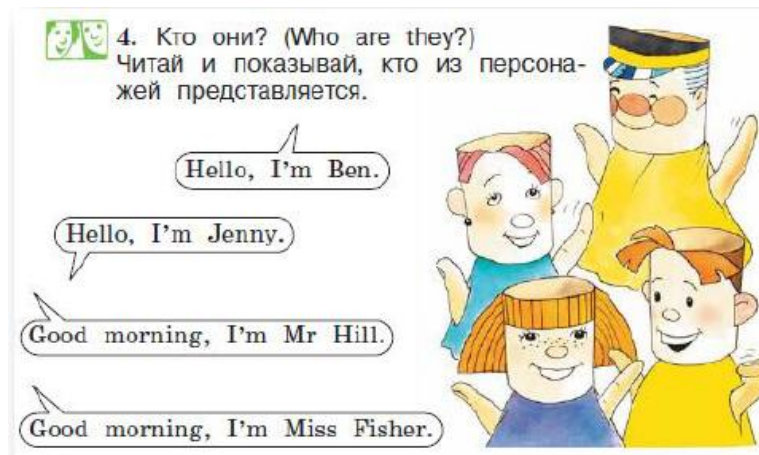 4. Кто они? (Who are they?)
Читай и показывай, кто из персона-
жей представляется.
Hello, I'm Ben.
Hello, I'm Jenny.
Good morning, I'm Mr Hill.
Good morning, I'm Miss Fisher.